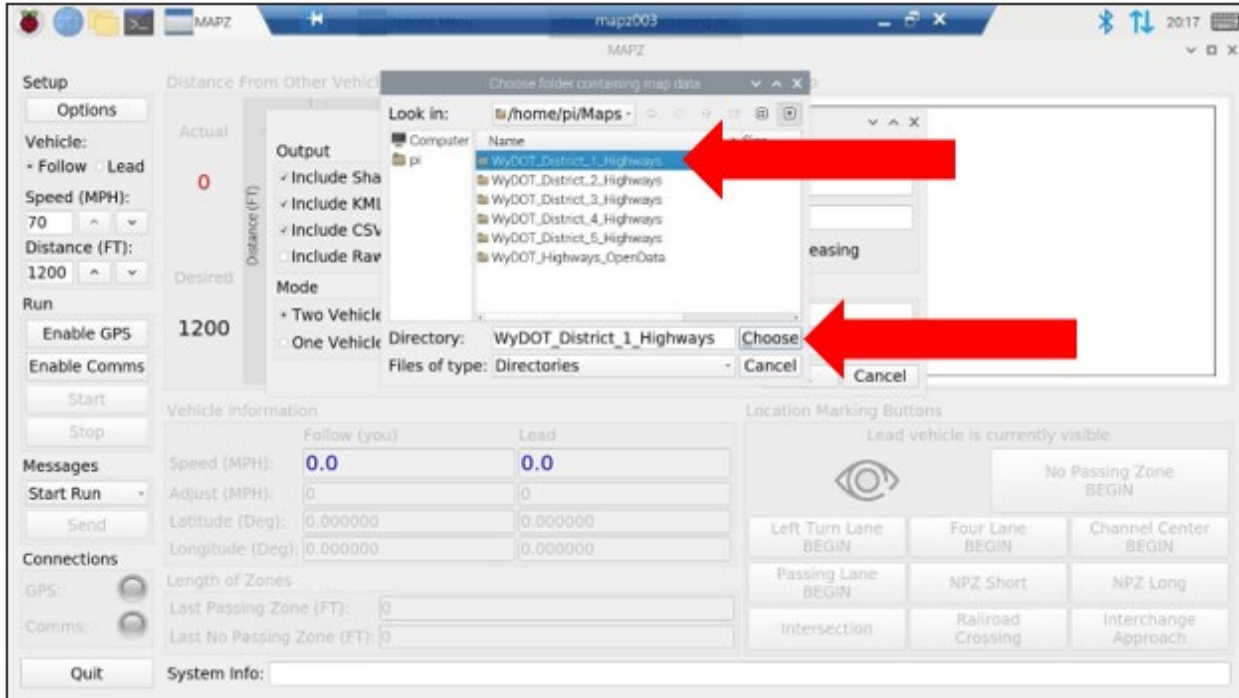 MAPZ
mapz003
20:17
MAPZ
Setup
Options
Vehicle:
Follow Lead
Speed (MPH):
70
Distance (FT):
1200
Run
Enable GPS
Enable Comms
Start
Stop
Messages
Start Run
Send
Connections
GPS:
Comms:
Quit
Distance From Other Vehicl
Actual
0
Desired
1200
Distance (FT)
Output
Include Sha
Include KML
Include CSV
Include Raw
Mode
Two Vehicle
One Vehicle
easing
Cancel
Choose folder containing map data
Look in: /home/pi/Maps
Computer
pi
Name
WyDOT_District_1_Highways
WyDOT_District_2_Highways
WyDOT_District_3_Highways
WyDOT_District_4_Highways
WyDOT_District_5_Highways
WyDOT_Highways_OpenData
Directory: WyDOT_District_1_Highways Choose
Files of type: Directories Cancel
Vehicle Information
Follow (you) Lead
Speed (MPH): 0.0 0.0
Adjust (MPH): 0 0
Latitude (Deg): 0.000000 0.000000
Longitude (Deg): 0.000000 0.000000
Length of Zones
Last Passing Zone (FT): 0
Last No Passing Zone (FT): 0
Location Marking Buttons
Lead vehicle is currently visible
No Passing Zone
BEGIN
Left Turn Lane
BEGIN
Four Lane
BEGIN
Channel Center
BEGIN
Passing Lane
BEGIN
NPZ Short
NPZ Long
Intersection
Railroad
Crossing
Interchange
Approach
System Info: